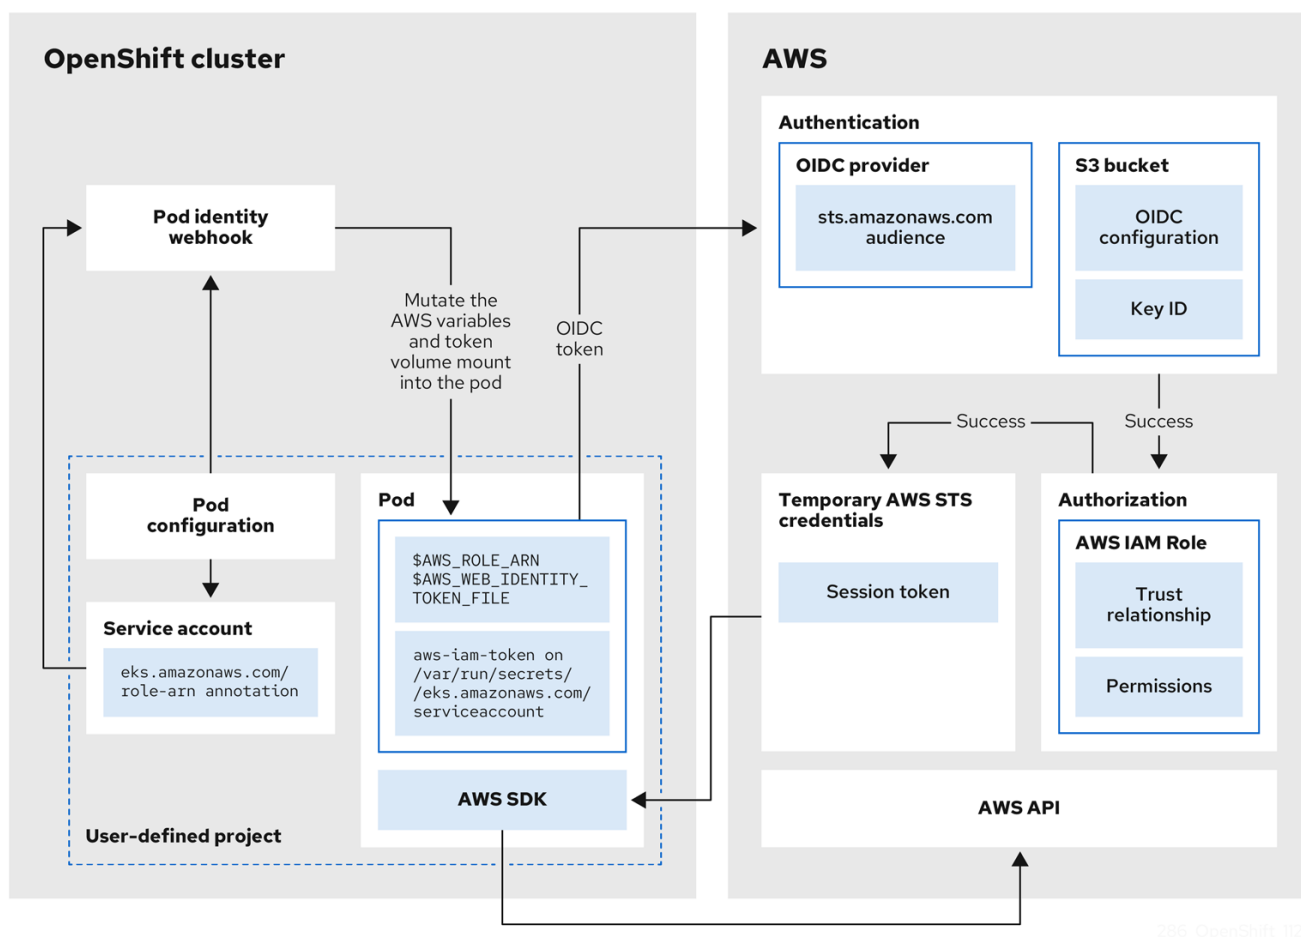 OpenShift cluster
Pod identity
webhook
Mutate the
AWS variables
and token
volume mount
into the pod
OIDC
token
Pod
configuration
Service account
eks.amazonaws.com/
role-arn annotation
User-defined project
Pod
$AWS_ROLE_ARN
$AWS_WEB_IDENTITY_
TOKEN_FILE
aws-iam-token on
/var/run/secrets/
/eks.amazonaws.com/
serviceaccount
AWS SDK
AWS
Authentication
OIDC provider
sts.amazonaws.com
audience
S3 bucket
OIDC
configuration
Key ID
Success
Success
Temporary AWS STS
credentials
Session token
Authorization
AWS IAM Role
Trust
relationship
Permissions
AWS API
286_OpenShift